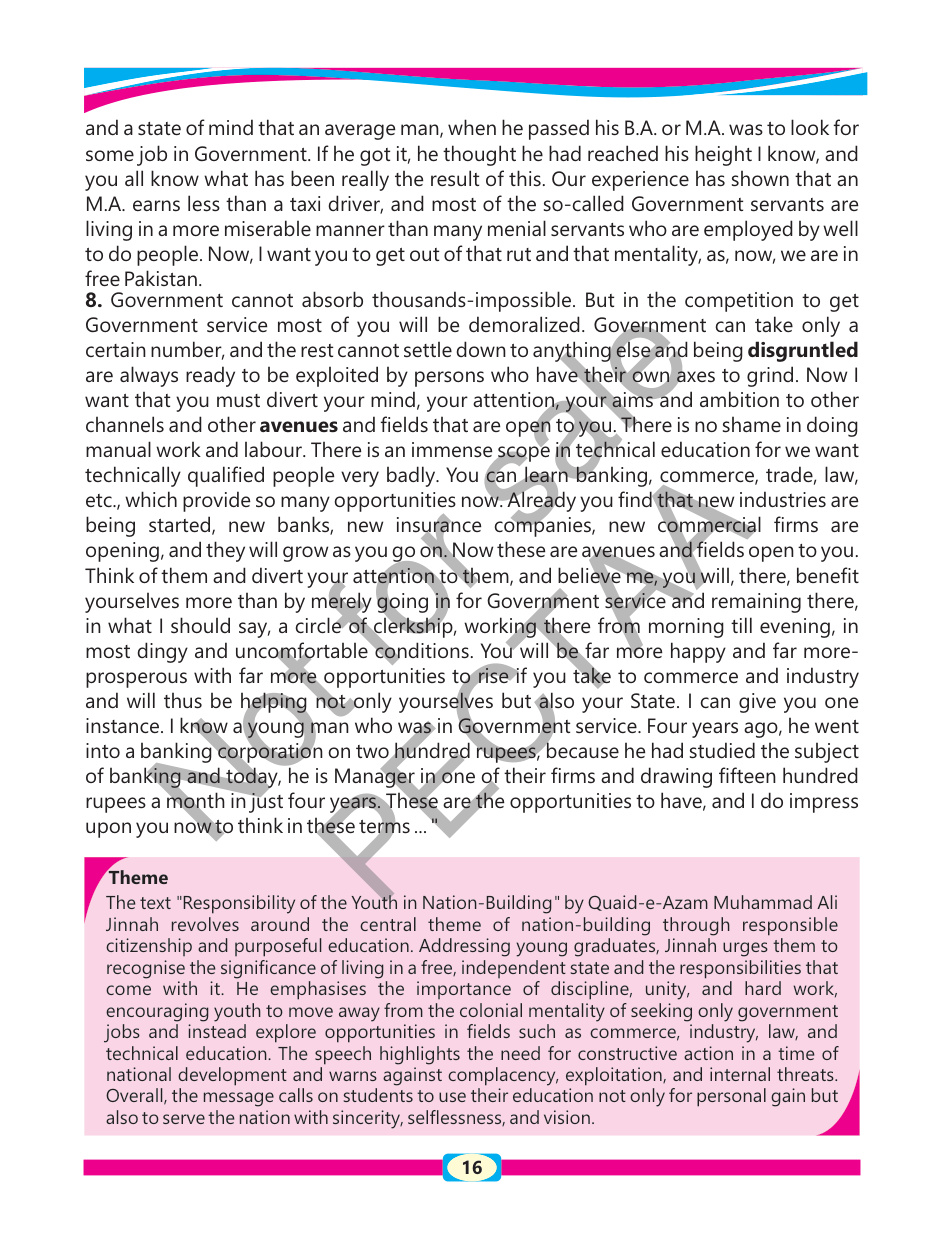 and a state of mind that an average man, when he passed his B.A. or M.A. was to look for
some job in Government. If he got it, he thought he had reached his height I know, and
you all know what has been really the result of this. Our experience has shown that an
M.A. earns less than a taxi driver, and most of the so-called Government servants are
living in a more miserable manner than many menial servants who are employed by well
to do people. Now, I want you to get out of that rut and that mentality, as, now, we are in
free Pakistan.
8. Government cannot absorb thousands-impossible. But in the competition to get
Government service most of you will be demoralized. Government can take only a
certain number, and the rest cannot settle down to anything else and being disgruntled
are always ready to be exploited by persons who have their own axes to grind. Now I
want that you must divert your mind, your attention, your aims and ambition to other
channels and other avenues and fields that are open to you. There is no shame in doing
manual work and labour. There is an immense scope in technical education for we want
technically qualified people very badly. You can learn banking, commerce, trade, law,
etc., which provide so many opportunities now. Already you find that new industries are
being started, new banks, new insurance companies, new commercial firms are
opening, and they will grow as you go on. Now these are avenues and fields open to you.
Think of them and divert your attention to them, and believe me, you will, there, benefit
yourselves more than by merely going in for Government service and remaining there,
in what I should say, a circle of clerkship, working there from morning till evening, in
most dingy and uncomfortable conditions. You will be far more happy and far more-
prosperous with far more opportunities to rise if you take to commerce and industry
and will thus be helping not only yourselves but also your State. I can give you one
instance. I know a young man who was in Government service. Four years ago, he went
into a banking corporation on two hundred rupees, because he had studied the subject
of banking and today, he is Manager in one of their firms and drawing fifteen hundred
rupees a month in just four years. These are the opportunities to have, and I do impress
upon you now to think in these terms ... "
Not for sale
PECTAA
Theme
The text "Responsibility of the Youth in Nation-Building" by Quaid-e-Azam Muhammad Ali
Jinnah revolves around the central theme of nation-building through responsible
citizenship and purposeful education. Addressing young graduates, Jinnah urges them to
recognise the significance of living in a free, independent state and the responsibilities that
come with it. He emphasises the importance of discipline, unity, and hard work,
encouraging youth to move away from the colonial mentality of seeking only government
jobs and instead explore opportunities in fields such as commerce, industry, law, and
technical education. The speech highlights the need for constructive action in a time of
national development and warns against complacency, exploitation, and internal threats.
Overall, the message calls on students to use their education not only for personal gain but
also to serve the nation with sincerity, selflessness, and vision.
16